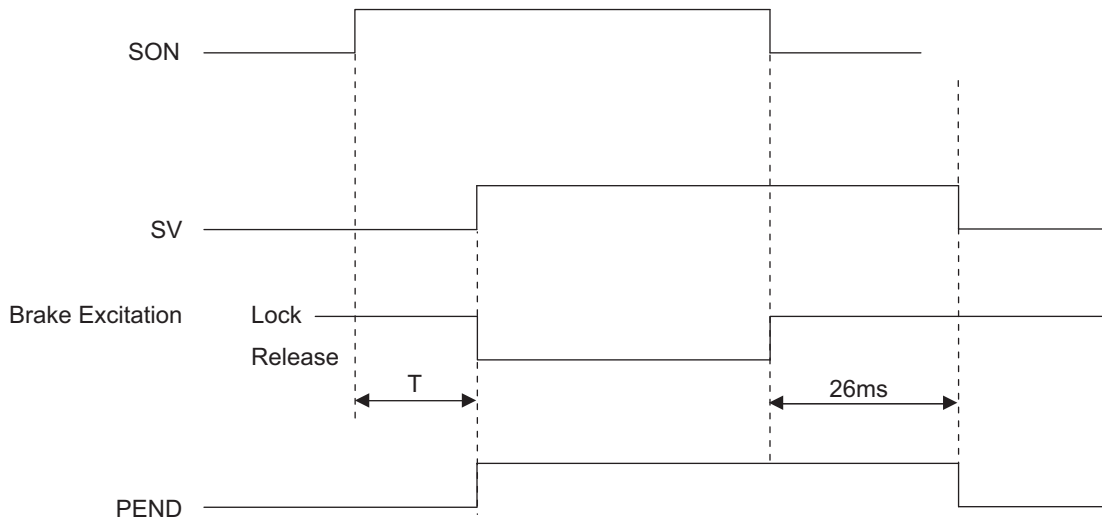 SON
SV
Brake Excitation Lock
Release
T
26ms
PEND